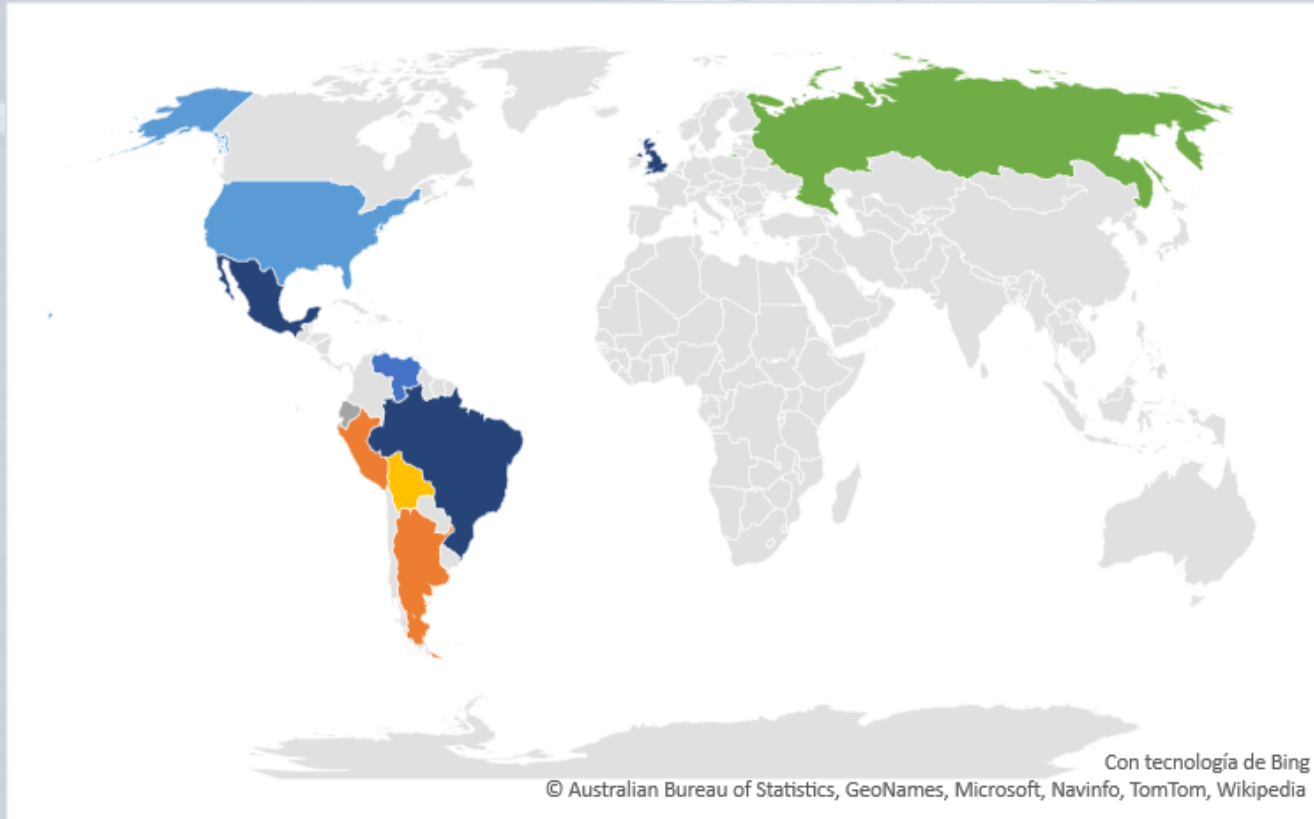 Con tecnología de Bing
© Australian Bureau of Statistics, GeoNames, Microsoft, Navinfo, TomTom, Wikipedia